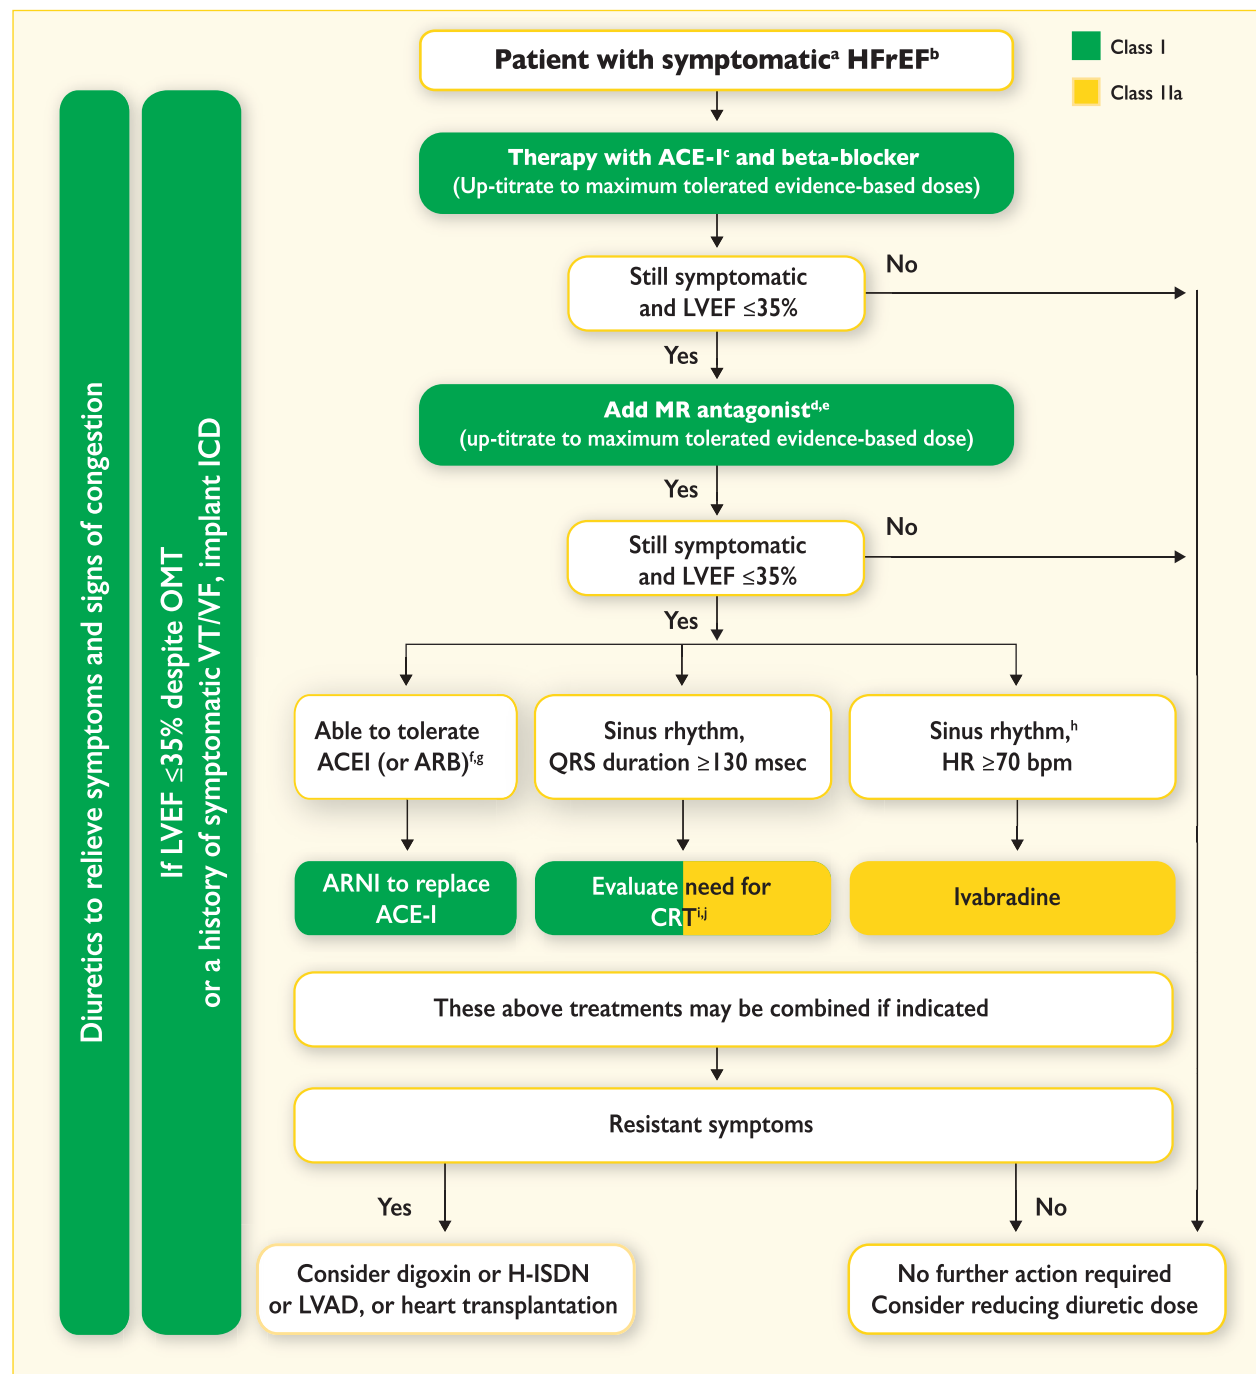 Patient with symptomaticᵃ HFrEFᵇ
Class I
Class IIa
Therapy with ACE-Iᶜ and beta-blocker
(Up-titrate to maximum tolerated evidence-based doses)
Still symptomatic
and LVEF ≤35%
No
Yes
Add MR antagonistᵈ,ᵉ
(up-titrate to maximum tolerated evidence-based dose)
Yes
Still symptomatic
and LVEF ≤35%
No
Yes
Able to tolerate
ACEI (or ARB)ᶠ,ᵍ
Sinus rhythm,
QRS duration ≥130 msec
Sinus rhythm,ʰ
HR ≥70 bpm
ARNI to replace
ACE-I
Evaluate need for
CRTⁱ,ʲ
Ivabradine
These above treatments may be combined if indicated
Resistant symptoms
Yes
No
Consider digoxin or H-ISDN
or LVAD, or heart transplantation
No further action required
Consider reducing diuretic dose
Diuretics to relieve symptoms and signs of congestion
If LVEF ≤35% despite OMT
or a history of symptomatic VT/VF, implant ICD